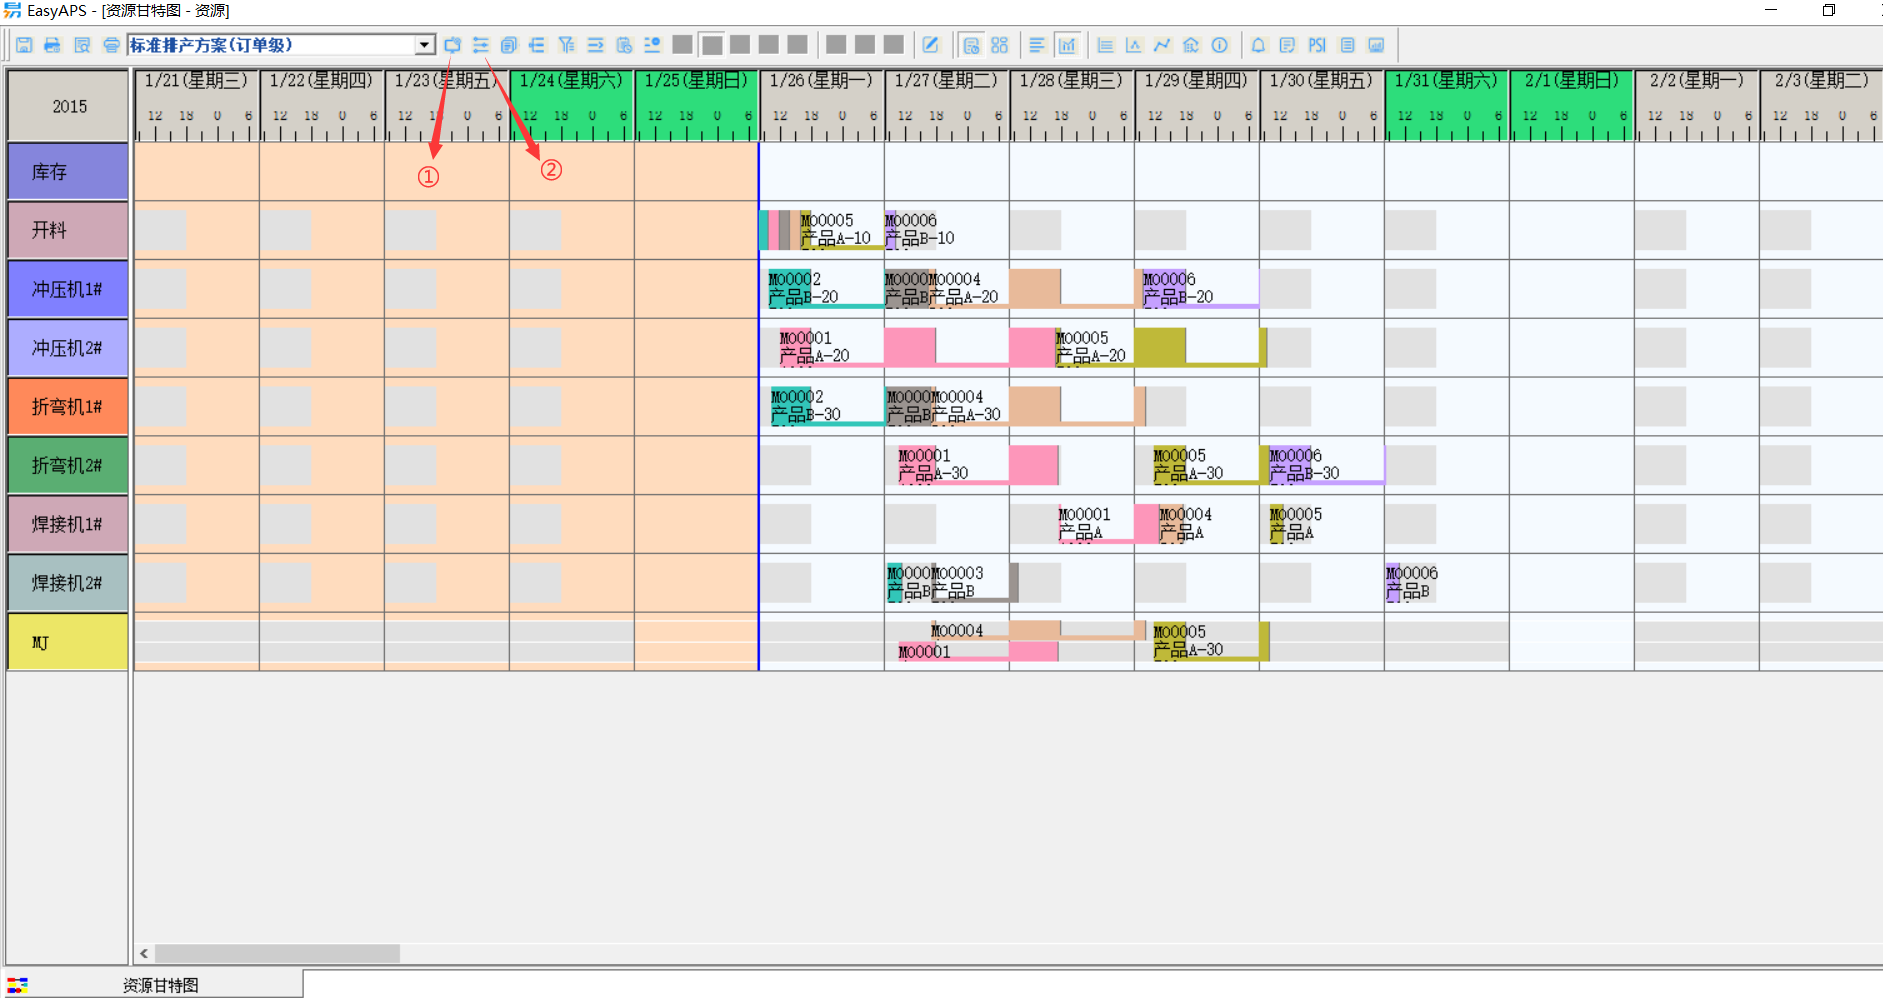 EasyAPS - [资源甘特图 - 资源]
标准排产方案(订单级)
PSI
2015
1/21(星期三) 1/22(星期四) 1/23(星期五) 1/24(星期六) 1/25(星期日) 1/26(星期一) 1/27(星期二) 1/28(星期三) 1/29(星期四) 1/30(星期五) 1/31(星期六) 2/1(星期日) 2/2(星期一) 2/3(星期二)
12 18 0 6 12 18 0 6 12 18 0 6 12 18 0 6 12 18 0 6 12 18 0 6 12 18 0 6 12 18 0 6 12 18 0 6 12 18 0 6 12 18 0 6 12 18 0 6 12 18 0 6 12 18 0 6
① ②
库存
开料
M00005 M00006
产品A-10 产品B-10
冲压机1#
M00002 M0000 M00004 M00006
产品B-20 产品B 产品A-20 产品B-20
冲压机2#
M00001 M00005
产品A-20 产品A-20
折弯机1#
M00002 M0000 M00004
产品B-30 产品B 产品A-30
折弯机2#
M00001 M00005 M00006
产品A-30 产品A-30 产品B-30
焊接机1#
M00001 M00004 M00005
产品A 产品A 产品A
焊接机2#
M0000 M00003 M00006
产品B 产品B 产品B
MJ
M00004 M00005
产品A-30
M00001
资源甘特图